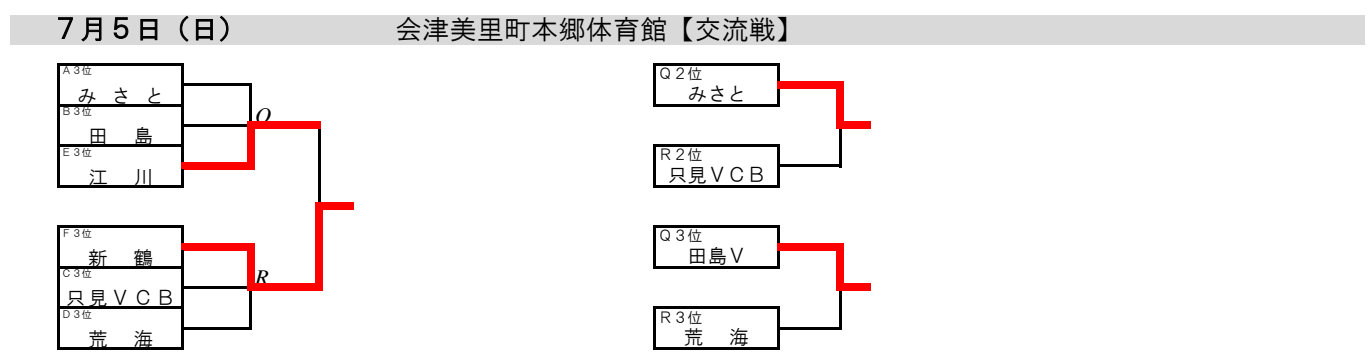 7月5日（日）　会津美里町本郷体育館【交流戦】
A3位
みさと
B3位
田島
E3位
江川
Q
F3位
新鶴
C3位
只見ＶＣＢ
D3位
荒海
R
Q２位
みさと
R２位
只見ＶＣＢ
Q３位
田島Ｖ
R３位
荒海